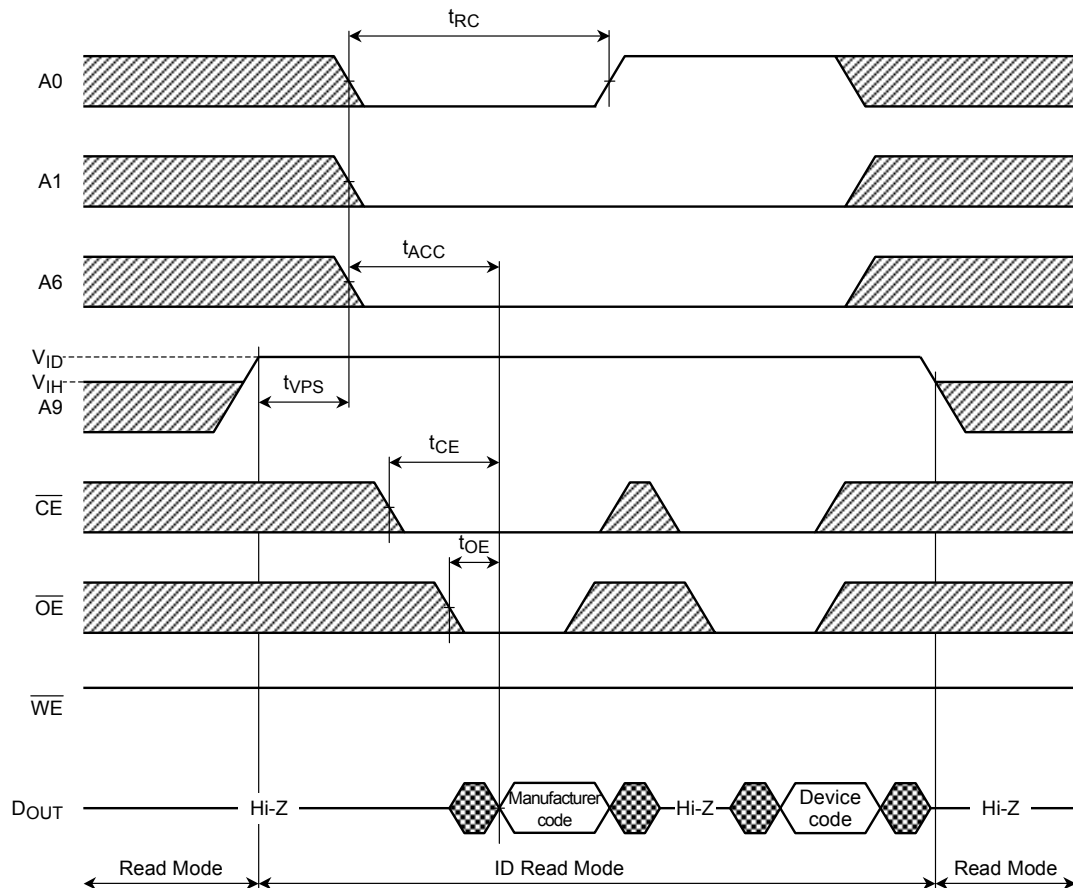 tRC
A0
A1
tACC
A6
VID
VIH
tVPS
A9
tCE
CE
tOE
OE
WE
Manufacturer
code
Device
code
DOUT
Hi-Z
Hi-Z
Hi-Z
Read Mode
ID Read Mode
Read Mode